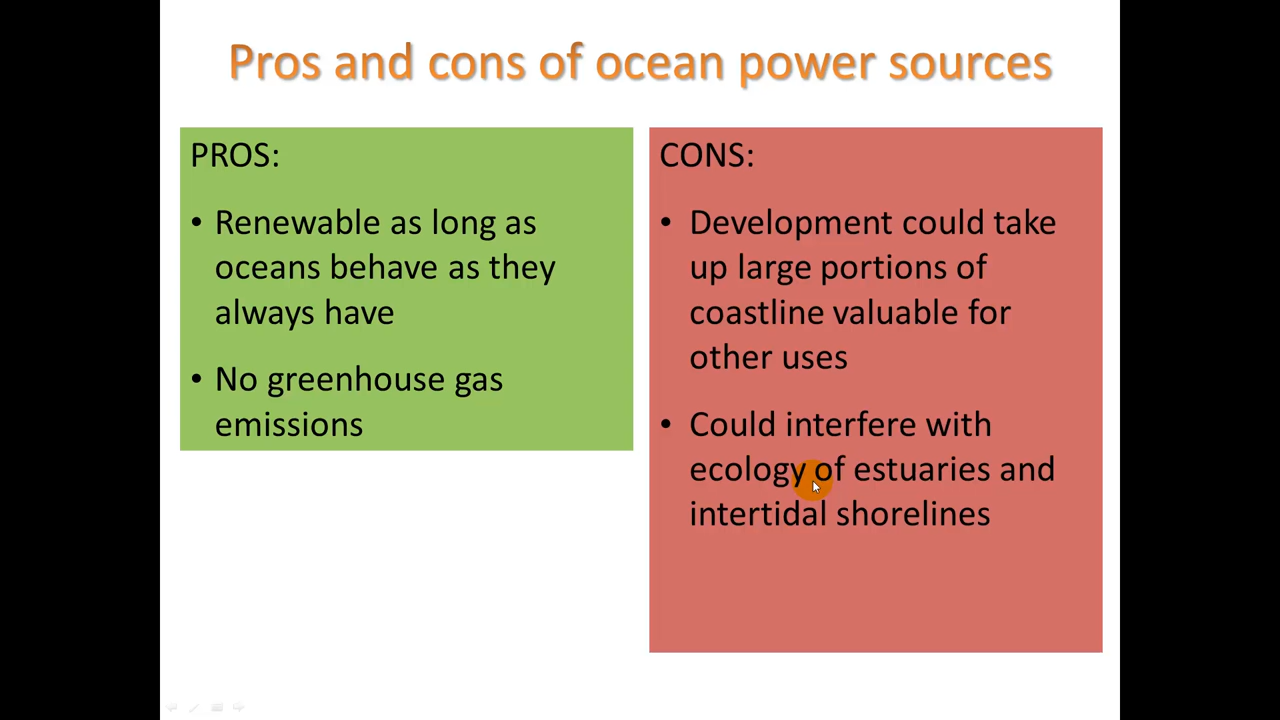 Pros and cons of ocean power sources
PROS:
• Renewable as long as
oceans behave as they
always have
• No greenhouse gas
emissions
CONS:
• Development could take
up large portions of
coastline valuable for
other uses
• Could interfere with
ecology of estuaries and
intertidal shorelines